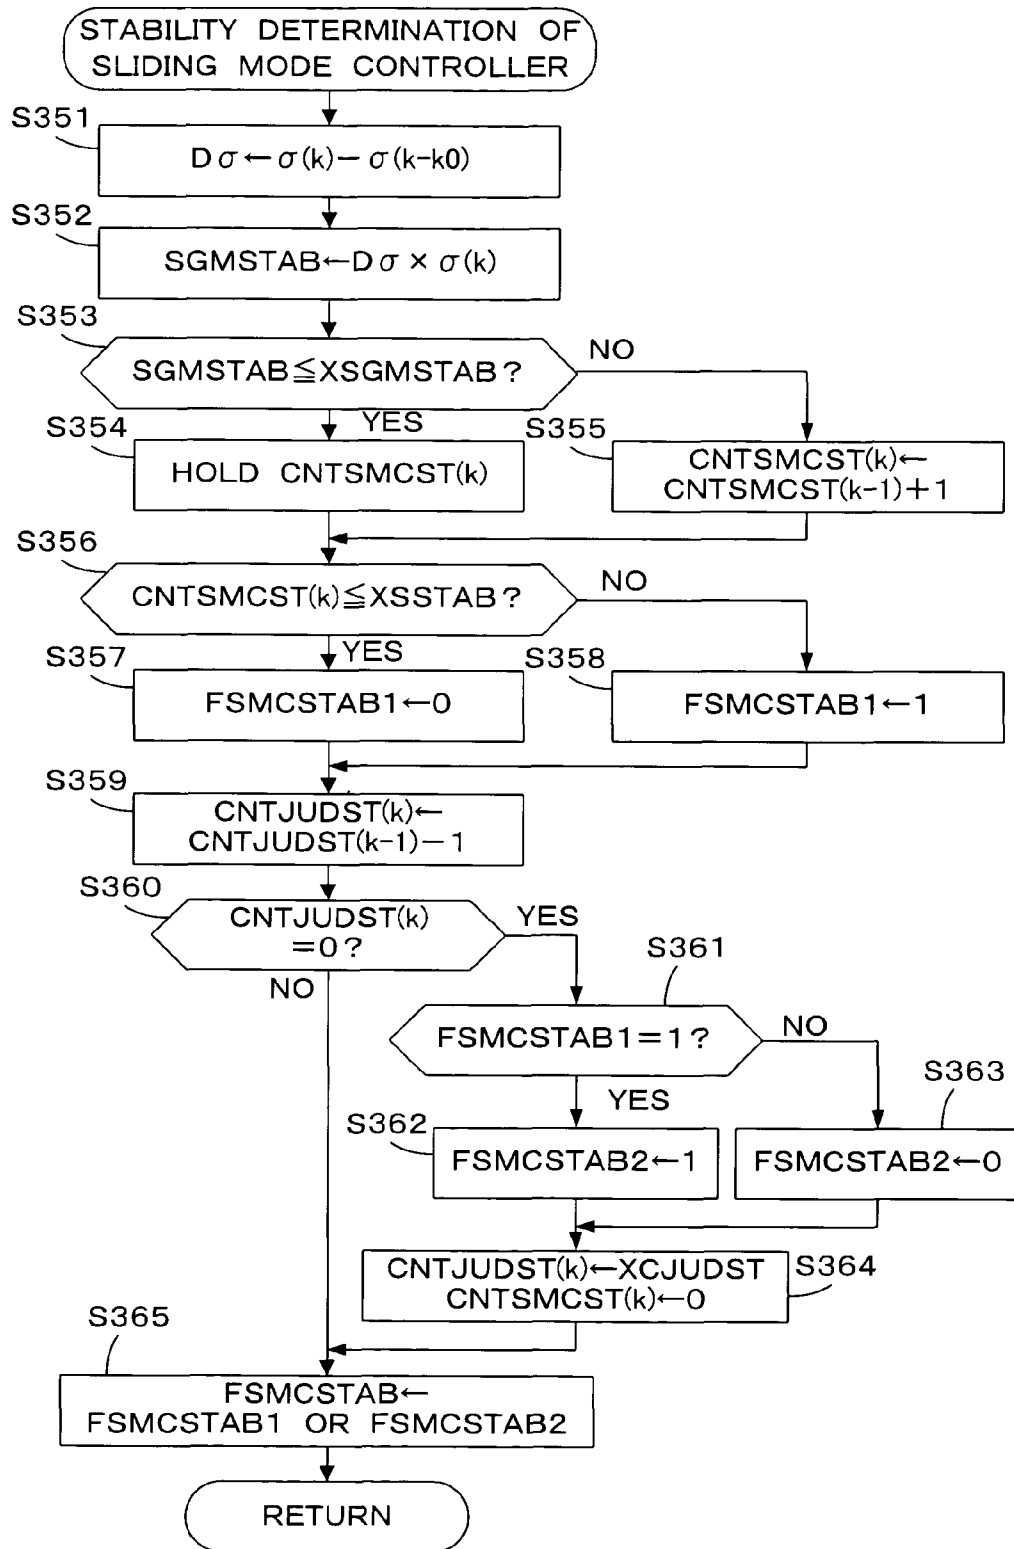 STABILITY DETERMINATION OF
SLIDING MODE CONTROLLER
S351
Dσ←σ(k)−σ(k-k0)
S352
SGMSTAB←Dσ×σ(k)
S353
SGMSTAB≦XSGMSTAB?
NO
YES
S354
HOLD CNTSMCST(k)
S355
CNTSMCST(k)←
CNTSMCST(k-1)+1
S356
CNTSMCST(k)≦XSSTAB?
NO
YES
S357
FSMCSTAB1←0
S358
FSMCSTAB1←1
S359
CNTJUDST(k)←
CNTJUDST(k-1)−1
S360
CNTJUDST(k)
=0?
YES
NO
S361
FSMCSTAB1=1?
NO
YES
S362
FSMCSTAB2←1
S363
FSMCSTAB2←0
CNTJUDST(k)←XCJUDST
CNTSMCST(k)←0
S364
S365
FSMCSTAB←
FSMCSTAB1 OR FSMCSTAB2
RETURN